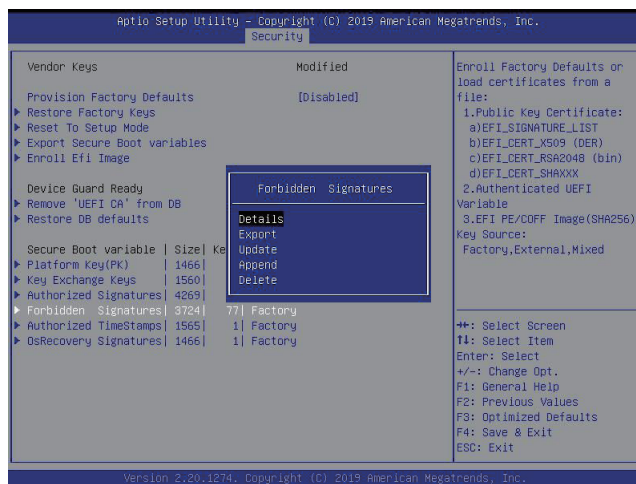 Aptio Setup Utility – Copyright (C) 2019 American Megatrends, Inc.
Security
Vendor Keys Modified
Provision Factory Defaults [Disabled]
Restore Factory Keys
Reset To Setup Mode
Export Secure Boot variables
Enroll Efi Image
Device Guard Ready
Remove 'UEFI CA' from DB
Restore DB defaults
Secure Boot variable | Size| Ke
Platform Key(PK) | 1466|
Key Exchange Keys | 1560|
Authorized Signatures| 4269|
Forbidden Signatures| 3724| 77| Factory
Authorized TimeStamps| 1565| 1| Factory
OsRecovery Signatures| 1466| 1| Factory
Forbidden Signatures
Details
Export
Update
Append
Delete
Enroll Factory Defaults or
load certificates from a
file:
1.Public Key Certificate:
a)EFI_SIGNATURE_LIST
b)EFI_CERT_X509 (DER)
c)EFI_CERT_RSA2048 (bin)
d)EFI_CERT_SHAXXX
2.Authenticated UEFI
Variable
3.EFI PE/COFF Image(SHA256)
Key Source:
Factory,External,Mixed
→←: Select Screen
↑↓: Select Item
Enter: Select
+/-: Change Opt.
F1: General Help
F2: Previous Values
F3: Optimized Defaults
F4: Save & Exit
ESC: Exit
Version 2.20.1274. Copyright (C) 2019 American Megatrends, Inc.